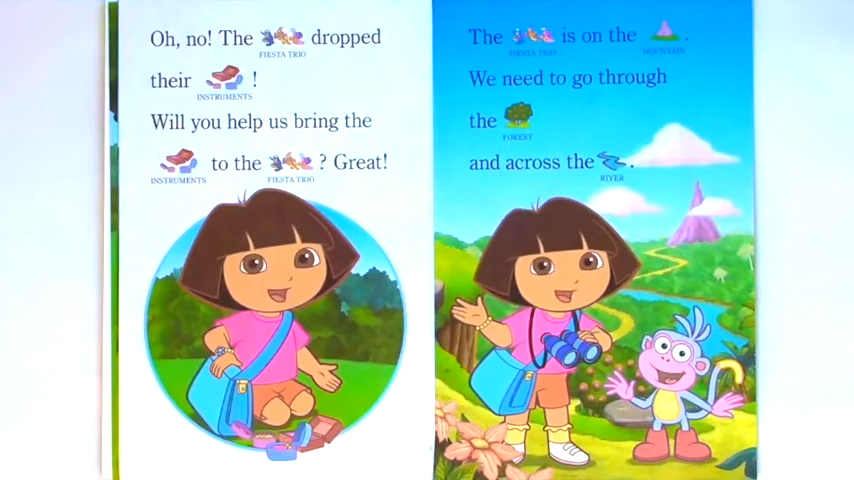 Oh, no! The FIESTA TRIO dropped
their INSTRUMENTS !
Will you help us bring the
INSTRUMENTS to the FIESTA TRIO ? Great!
The FIESTA TRIO is on the MOUNTAIN .
We need to go through
the FOREST
and across the RIVER .